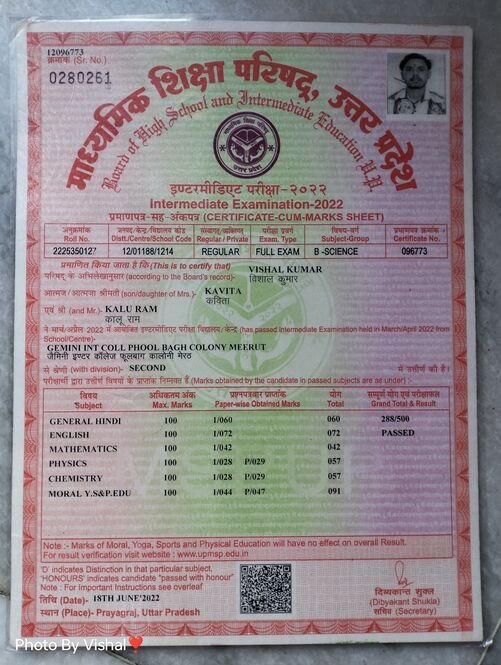 12096773
क्रमांक (Sr. No.)
0280261
माध्यमिक शिक्षा परिषद्, उत्तर प्रदेश
Board of High School and Intermediate Education U.P.
उत्तर प्रदेश
इण्टरमीडिएट परीक्षा-२०२२
Intermediate Examination-2022
प्रमाणपत्र-सह-अंकपत्र (CERTIFICATE-CUM-MARKS SHEET)
अनुक्रमांक जनपद/केन्द्र/विद्यालय कोड संस्थागत/व्यक्तिगत परीक्षा प्रवर्ग विषय-वर्ग प्रमाणपत्र क्रमांक
Roll No. Distt./Centre/School Code Regular / Private Exam. Type Subject-Group Certificate No.
2225350127 12/01188/1214 REGULAR FULL EXAM B -SCIENCE 096773
प्रमाणित किया जाता है कि(This is to certify that) VISHAL KUMAR
परिषद् के अभिलेखानुसार (according to the Board's record)- विशाल कुमार
आत्मज/आत्मजा श्रीमती (son/daughter of Mrs.)- KAVITA
कविता
एवं श्री (and Mr.) KALU RAM
कालू राम
ने मार्च/अप्रैल 2022 में आयोजित इण्टरमीडिएट परीक्षा विद्यालय/केन्द्र (has passed Intermediate Examination held in March/April 2022 from
School/Centre)-
GEMINI INT COLL PHOOL BAGH COLONY MEERUT
जैमिनी इण्टर कॉलेज फूलबाग कालोनी मेरठ
से श्रेणी (with division)- SECOND में उत्तीर्ण की है।
परीक्षार्थी द्वारा उत्तीर्ण विषयों के प्राप्तांक निम्नवत हैं.(Marks obtained by the candidate in passed subjects are as under) :-
विषय अधिकतम अंक प्रश्नपत्रवार प्राप्तांक योग सम्पूर्ण योग एवं परीक्षाफल
Subject Max. Marks Paper-wise Obtained Marks Total Grand Total & Result
GENERAL HINDI 100 1/060 060 288/500
ENGLISH 100 1/072 072 PASSED
MATHEMATICS 100 1/042 042
PHYSICS 100 1/028 P/029 057
CHEMISTRY 100 1/028 P/029 057
MORAL Y.S&P.EDU 100 1/044 P/047 091
Note :- Marks of Moral, Yoga, Sports and Physical Education will have no effect on overall Result.
For result verification visit website : www.upmsp.edu.in
'D' indicates Distinction in that particular subject.
'HONOURS' indicates candidate "passed with honour"
Note : For Important Instructions see overleaf
तिथि (Date)- 18TH JUNE'2022
स्थान (Place)- Prayagraj, Uttar Pradesh
दिव्यकान्त शुक्ल
(Dibyakant Shukla)
सचिव (Secretary)
Photo By Vishal❤️